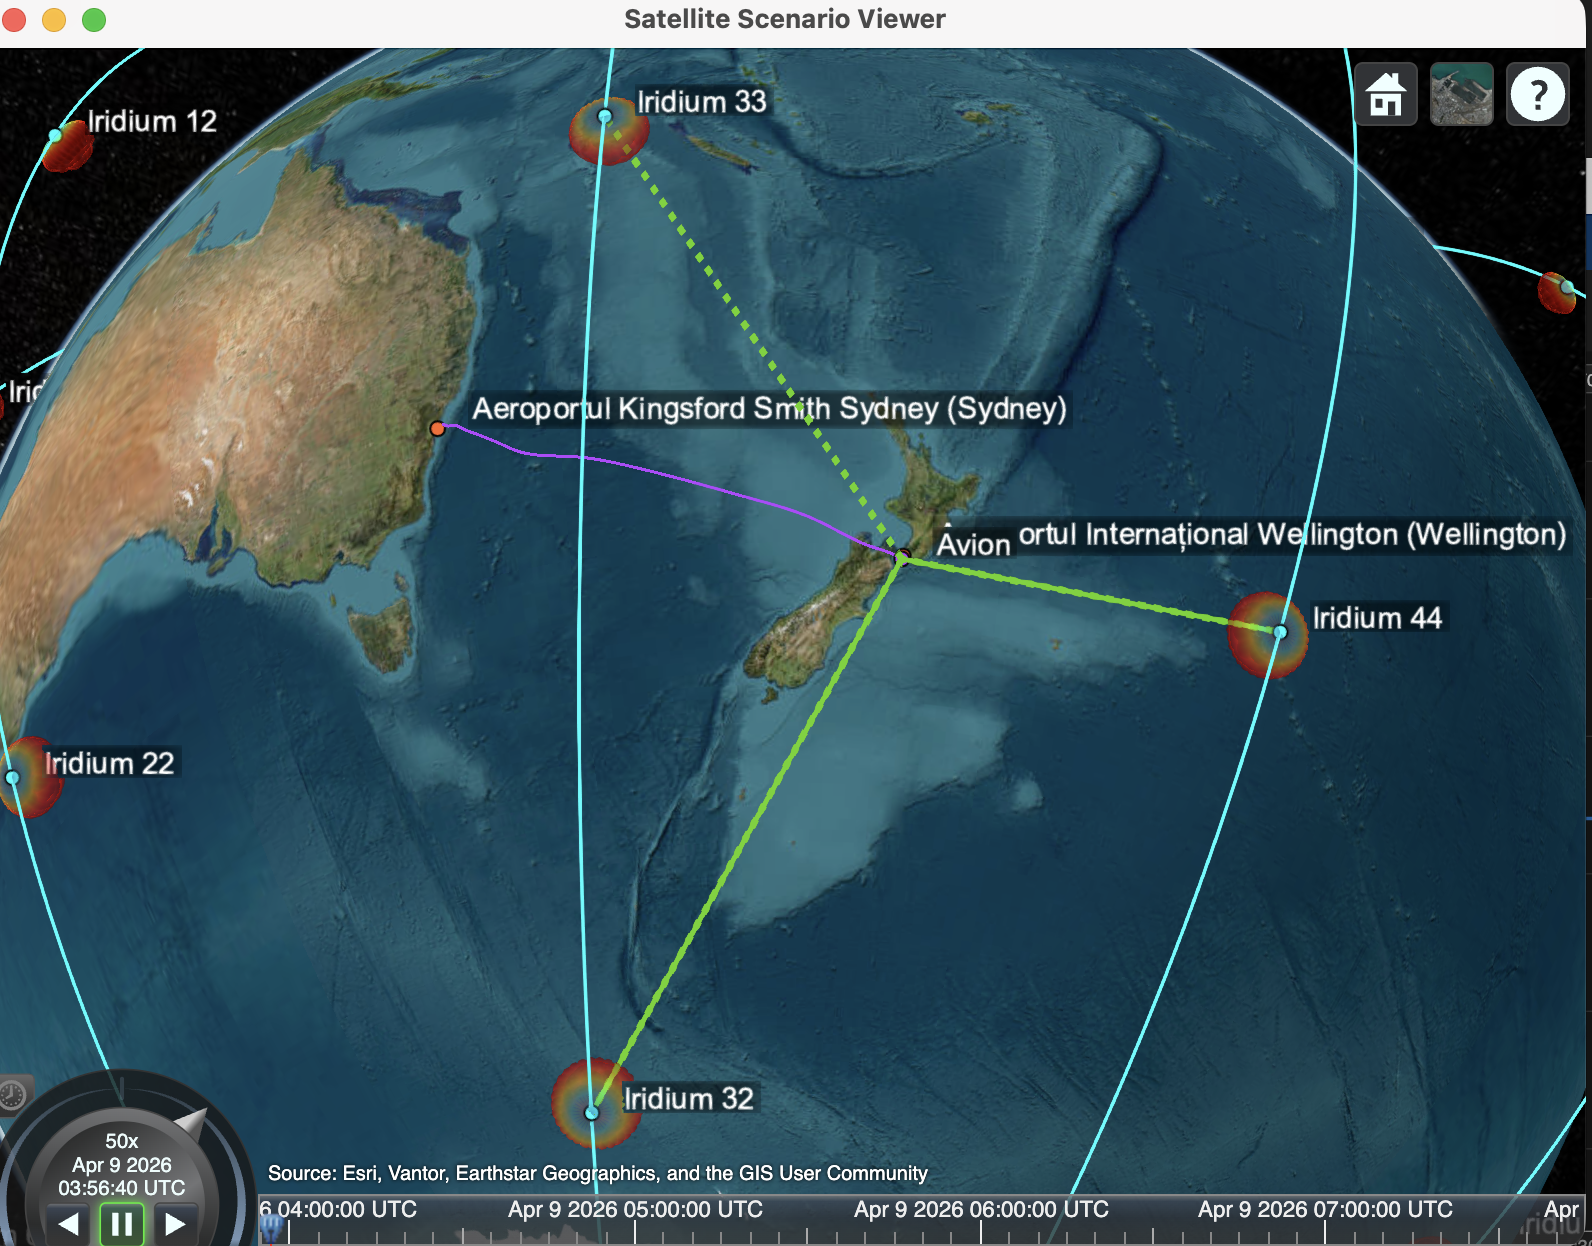 Satellite Scenario Viewer
Iridium 33
Iridium 12
?
Irid
Aeroportul Kingsford Smith Sydney (Sydney)
Avion
ortul Internațional Wellington (Wellington)
Iridium 44
Iridium 22
Iridium 32
50x
Apr 9 2026
03:56:40 UTC
Source: Esri, Vantor, Earthstar Geographics, and the GIS User Community
6 04:00:00 UTC
Apr 9 2026 05:00:00 UTC
Apr 9 2026 06:00:00 UTC
Apr 9 2026 07:00:00 UTC
Apr
iridiu